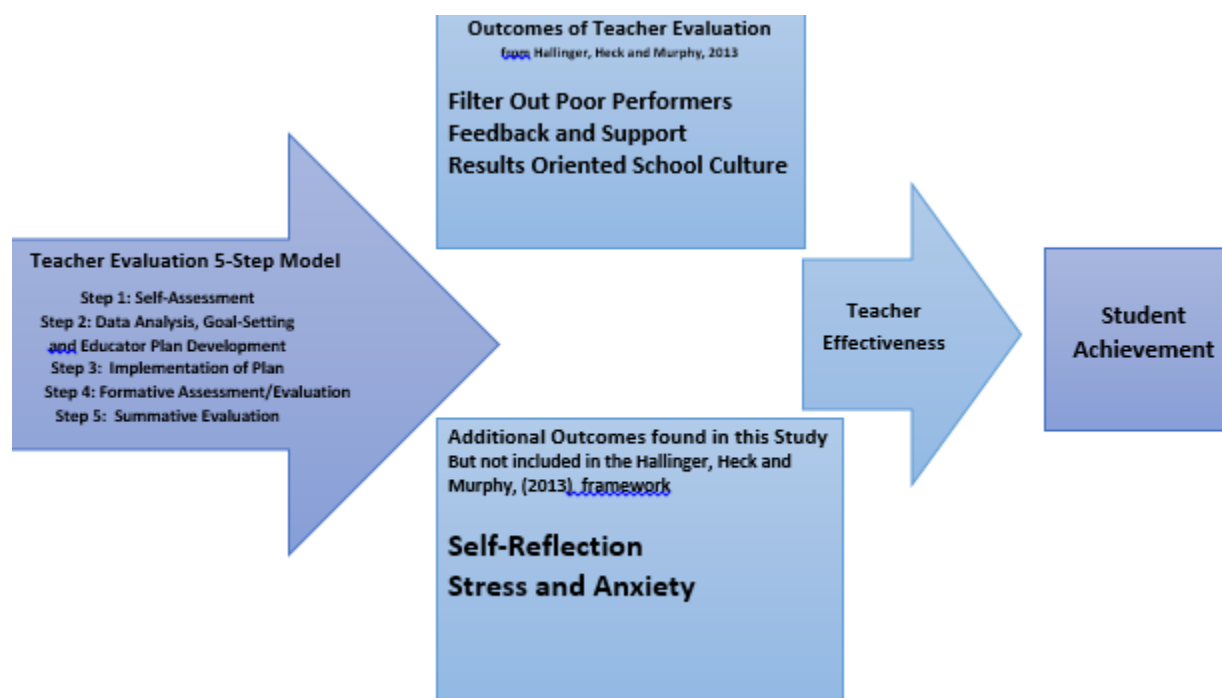 Outcomes of Teacher Evaluation
from Hallinger, Heck and Murphy, 2013
Filter Out Poor Performers
Feedback and Support
Results Oriented School Culture
Teacher Evaluation 5-Step Model
Step 1: Self-Assessment
Step 2: Data Analysis, Goal-Setting
and Educator Plan Development
Step 3: Implementation of Plan
Step 4: Formative Assessment/Evaluation
Step 5: Summative Evaluation
Additional Outcomes found in this Study
But not included in the Hallinger, Heck and
Murphy, (2013) framework
Self-Reflection
Stress and Anxiety
Teacher
Effectiveness
Student
Achievement